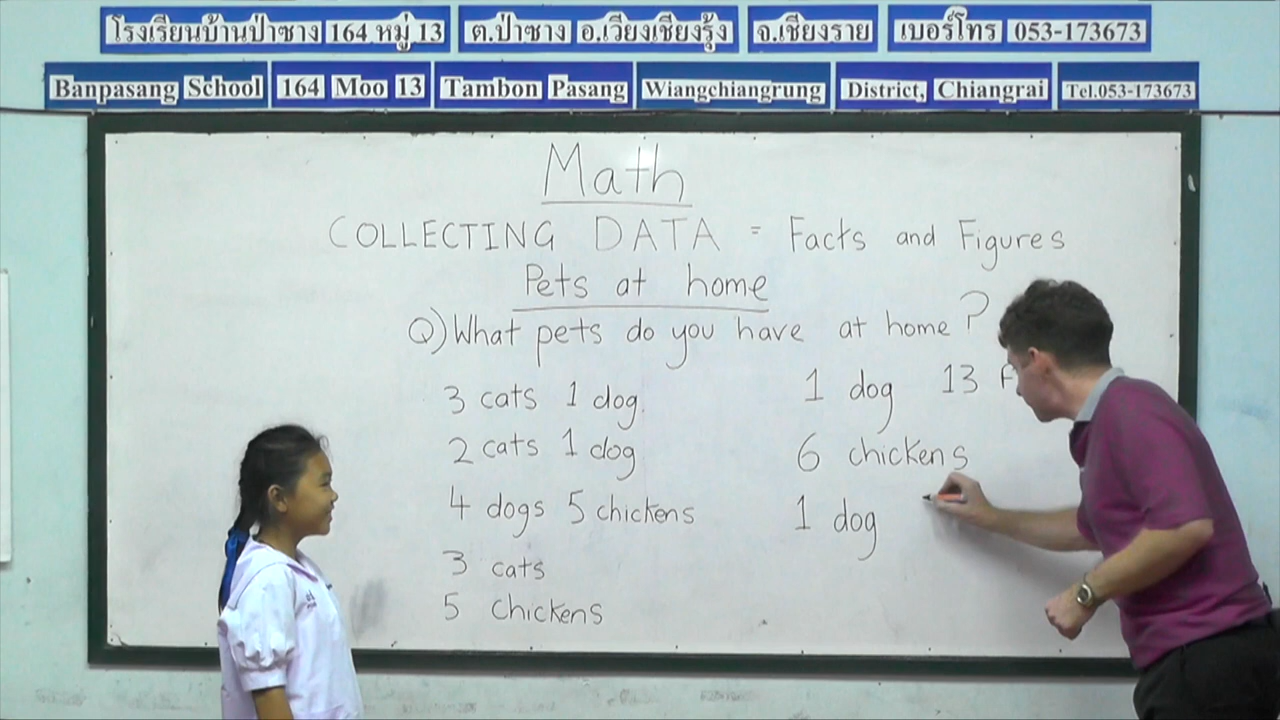 โรงเรียนบ้านป่าซาง 164 หมู่ 13 ต.ป่าซาง อ.เวียงเชียงรุ้ง จ.เชียงราย เบอร์โทร 053-173673
Banpasang School 164 Moo 13 Tambon Pasang Wiangchiangrung District, Chiangrai Tel.053-173673
Math
COLLECTING DATA = Facts and Figures
Pets at home
Q) What pets do you have at home ?
3 cats 1 dog.
2 cats 1 dog
4 dogs 5 chickens
3 cats
5 chickens
1 dog 13
6 chickens
1 dog